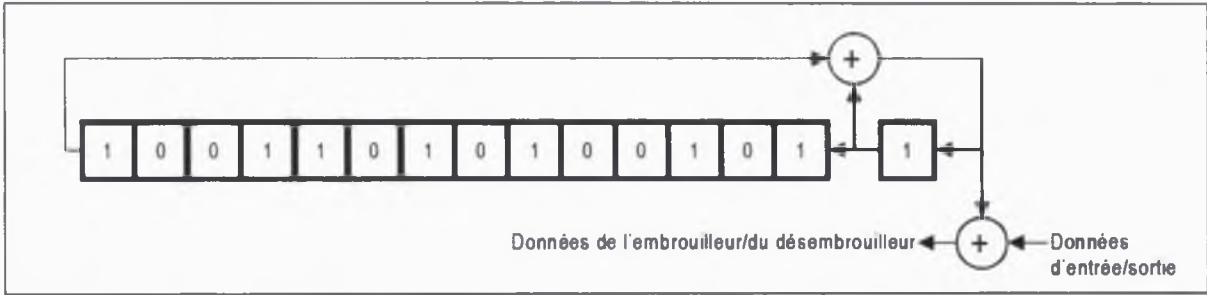 +
1 0 0 1 1 0 1 0 1 0 0 1 0 1 1
Données de l'embrouilleur/du désembrouilleur + Données
d'entrée/sortie